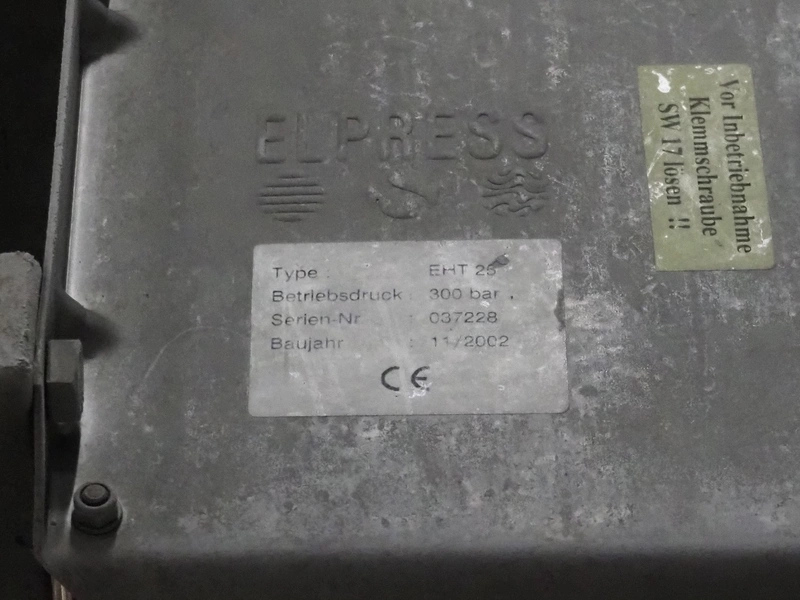 ELPRESS
Type : EHT 25
Betriebsdruck : 300 bar
Serien-Nr. : 037228
Baujahr : 11/2002
CE
Vor Inbetriebnahme
Klemmschraube
SW 17 lösen !!